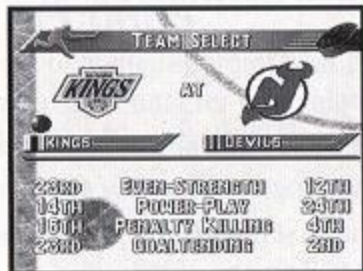 TEAM SELECT
KINGS
AT
KINGS DEVILS
23RD EVEN-STRENGTH 12TH
14TH POWER-PLAY 24TH
16TH PENALTY KILLING 4TH
23RD GOALTENDING 2ND